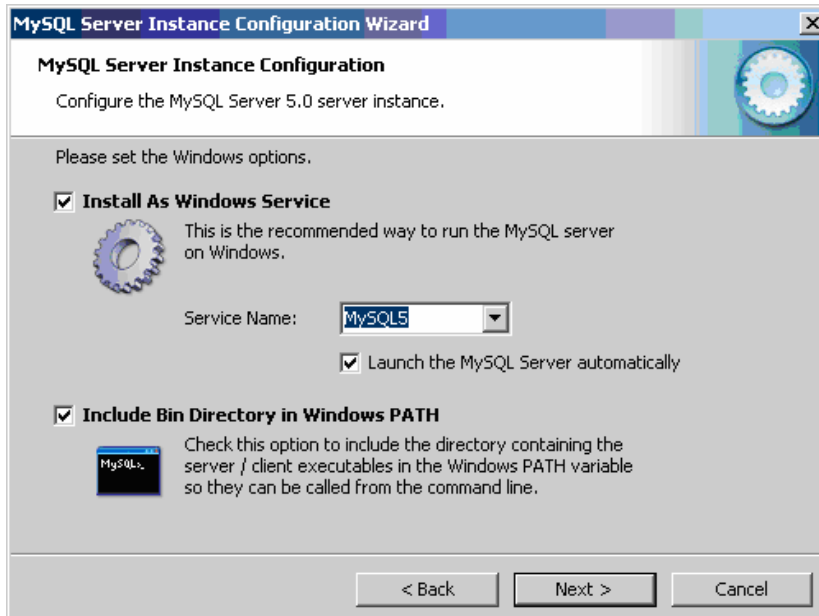 MySQL Server Instance Configuration Wizard
MySQL Server Instance Configuration
Configure the MySQL Server 5.0 server instance.
Please set the Windows options.
Install As Windows Service
This is the recommended way to run the MySQL server
on Windows.
Service Name: MySQL5
Launch the MySQL Server automatically
Include Bin Directory in Windows PATH
MySQL>_
Check this option to include the directory containing the
server / client executables in the Windows PATH variable
so they can be called from the command line.
< Back Next > Cancel